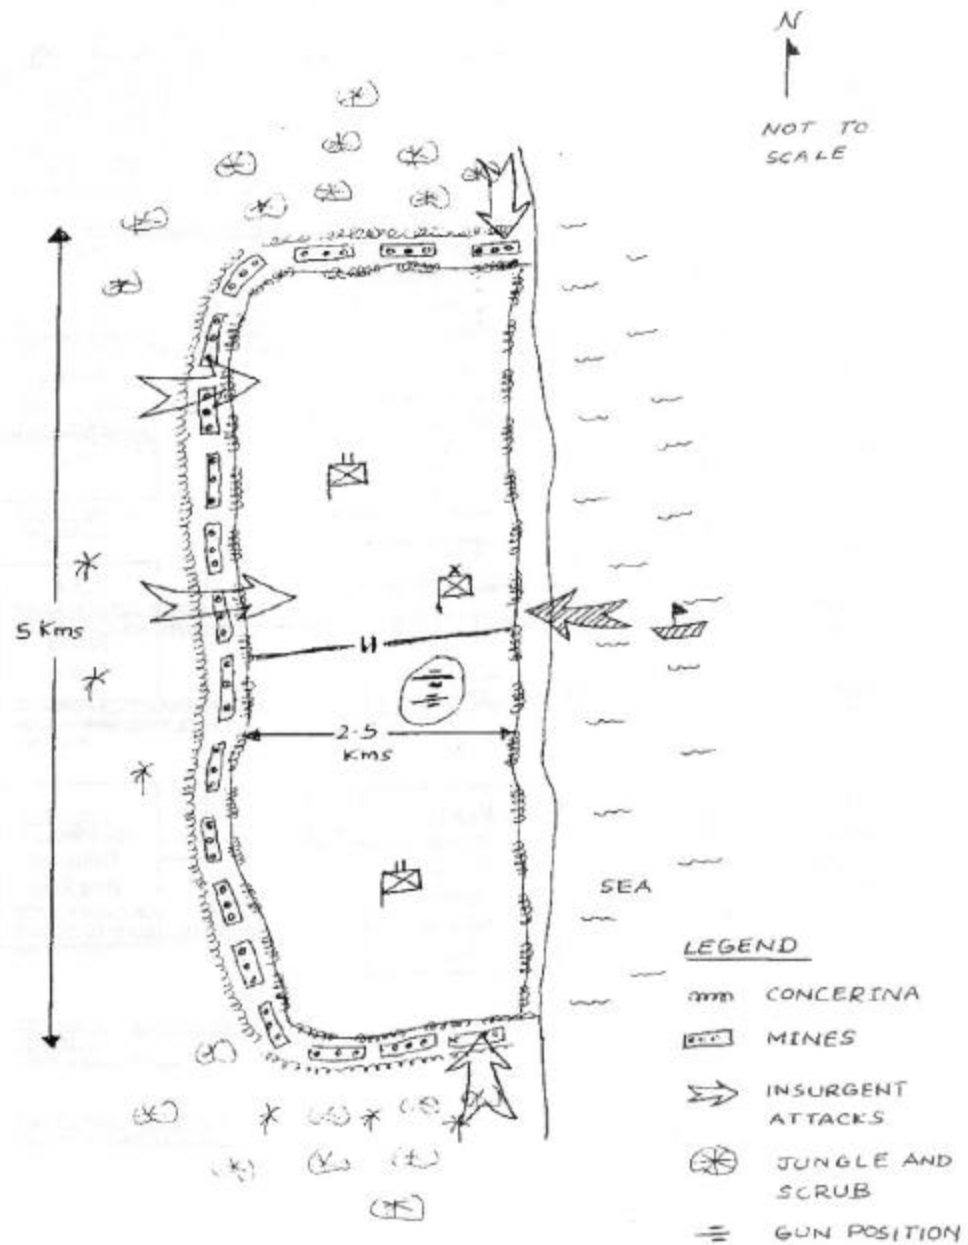 N
NOT TO
SCALE
5 Kms
2.5
Kms
SEA
LEGEND
CONCERINA
MINES
INSURGENT
ATTACKS
JUNGLE AND
SCRUB
GUN POSITION